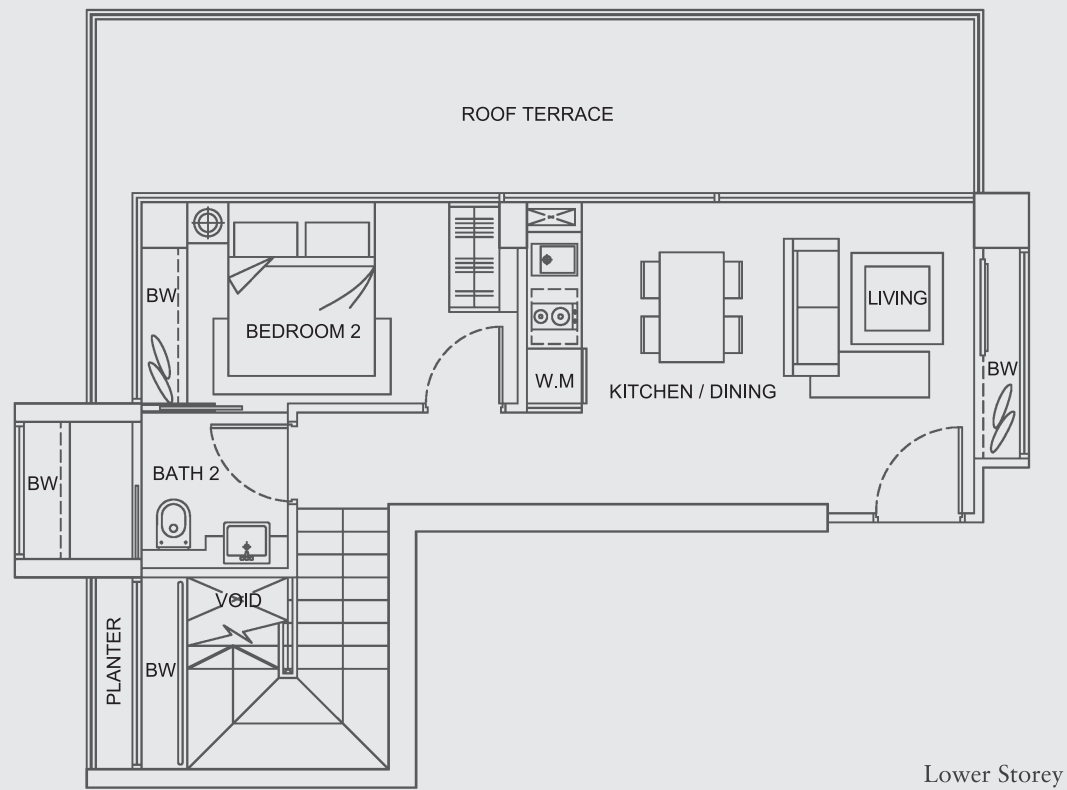 ROOF TERRACE
BW
BEDROOM 2
LIVING
BW
W.M
KITCHEN / DINING
BATH 2
BW
VOID
PLANTER
BW
Lower Storey